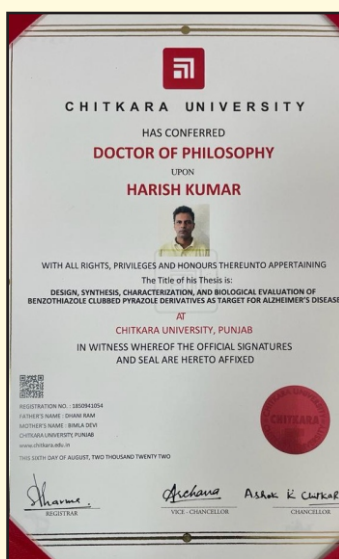 CHITKARA UNIVERSITY
HAS CONFERRED
DOCTOR OF PHILOSOPHY
UPON
HARISH KUMAR
WITH ALL RIGHTS, PRIVILEGES AND HONOURS THEREUNTO APPERTAINING
The Title of his Thesis is:
DESIGN, SYNTHESIS, CHARACTERIZATION, AND BIOLOGICAL EVALUATION OF
BENZOTHIAZOLE CLUBBED PYRAZOLE DERIVATIVES AS TARGET FOR ALZHEIMER'S DISEASE
AT
CHITKARA UNIVERSITY, PUNJAB
IN WITNESS WHEREOF THE OFFICIAL SIGNATURES
AND SEAL ARE HERETO AFFIXED
REGISTRATION NO. : 1850941054
FATHER'S NAME : DHANI RAM
MOTHER'S NAME : BIMLA DEVI
CHITKARA UNIVERSITY, PUNJAB
www.chitkara.edu.in
THIS SIXTH DAY OF AUGUST, TWO THOUSAND TWENTY TWO
CHITKARA
Sharma
Archana
Ashok K Chitkara
REGISTRAR
VICE - CHANCELLOR
CHANCELLOR